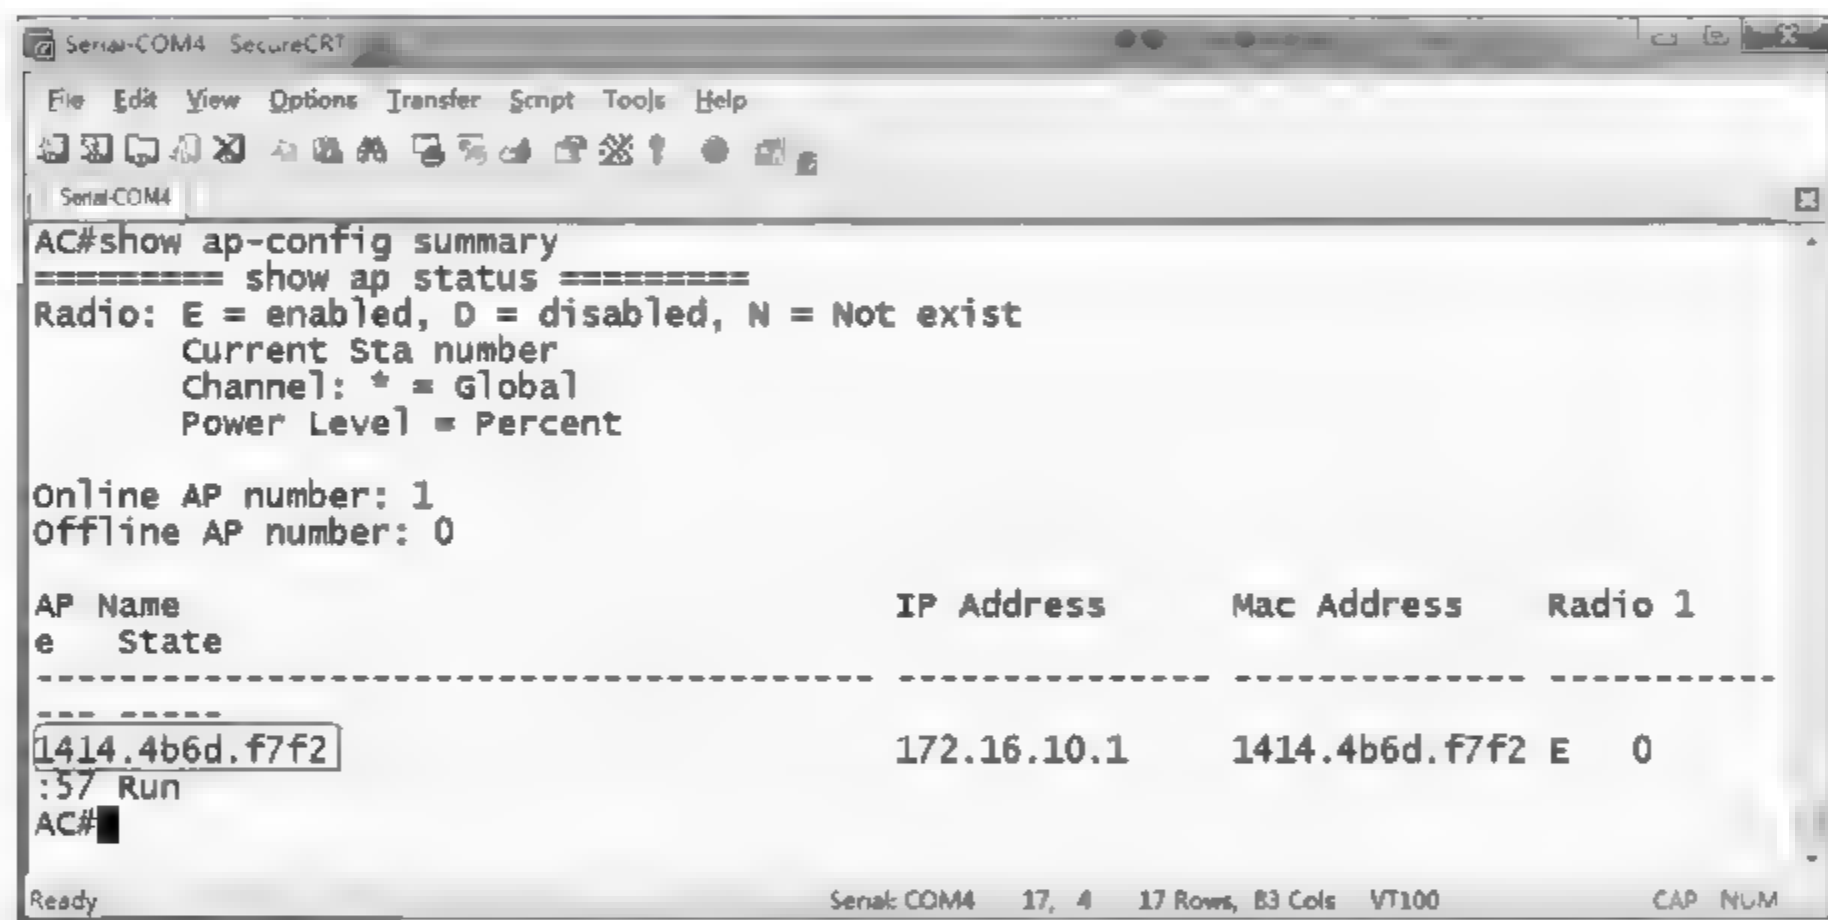 Serial-COM4 SecureCRT
File Edit View Options Transfer Script Tools Help
Serial-COM4
AC#show ap-config summary
========= show ap status =========
Radio: E = enabled, D = disabled, N = Not exist
Current Sta number
Channel: * = Global
Power Level = Percent
Online AP number: 1
Offline AP number: 0
AP Name IP Address Mac Address Radio 1
e State
---------------------------------------- --------------- -------------- -----------
--- -----
1414.4b6d.f7f2 172.16.10.1 1414.4b6d.f7f2 E 0
:57 Run
AC#
Ready Serial: COM4 17, 4 17 Rows, 83 Cols VT100 CAP NUM